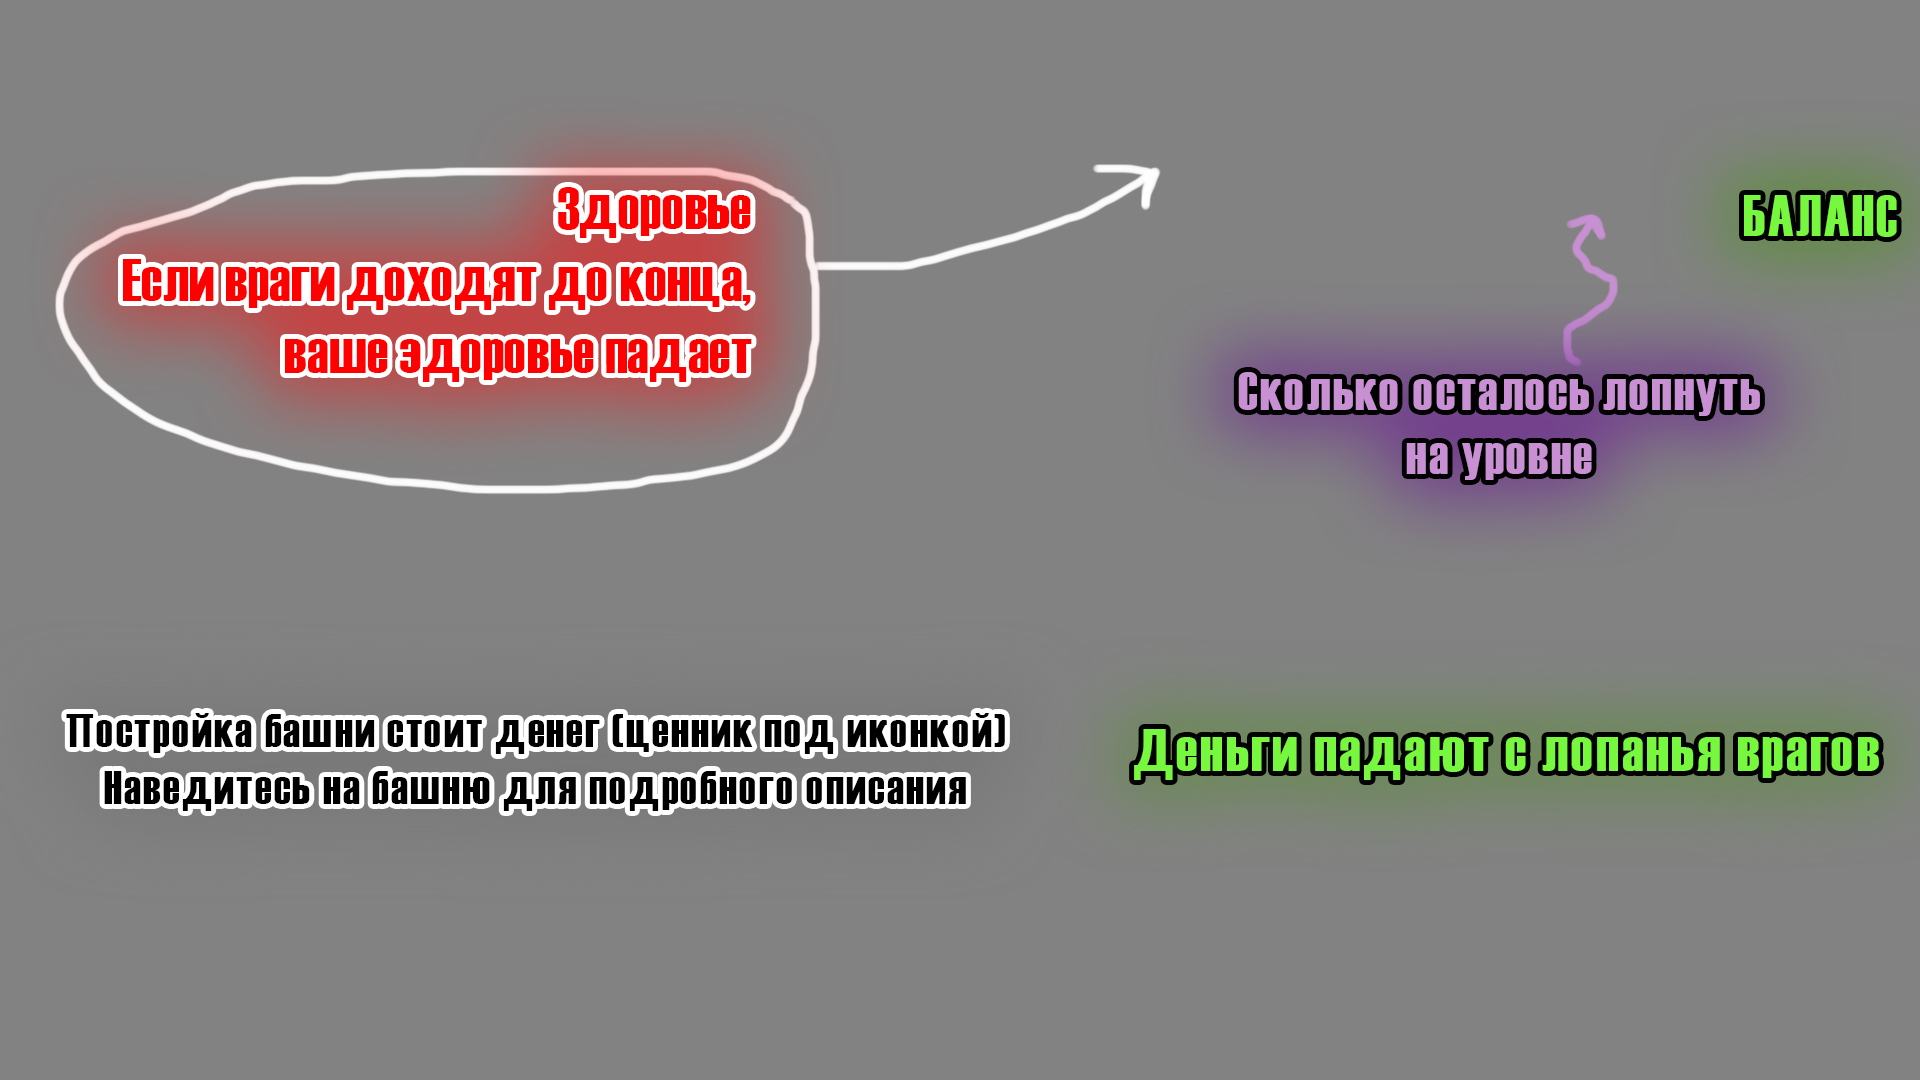 Здоровье
Если враги доходят до конца,
ваше эдоровье падает
БАЛАНС
Сколько осталось лопнуть
на уровне
Постройка башни стоит денег (ценник под иконкой)
Наведитесь на башню для подробного описания
Деньги падают с лопанья врагов